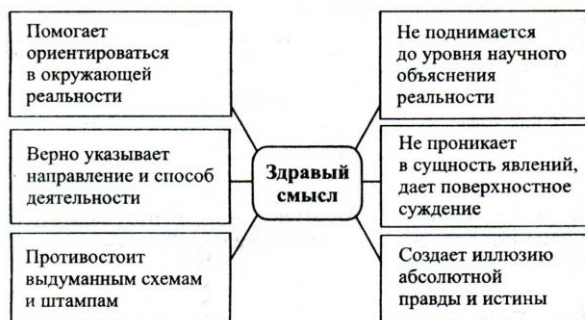 Помогает
ориентироваться
в окружающей
реальности
Верно указывает
направление и способ
деятельности
Противостоит
выдуманным схемам
и штампам
Здравый
смысл
Не поднимается
до уровня научного
объяснения
реальности
Не проникает
в сущность явлений,
дает поверхностное
суждение
Создает иллюзию
абсолютной
правды и истины